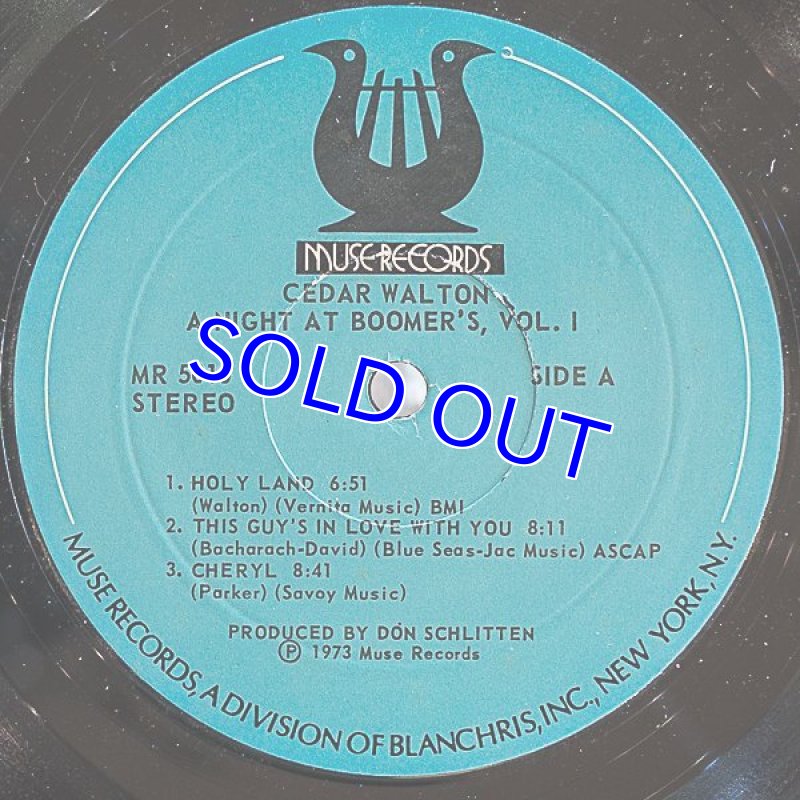 MUSE RECORDS
CEDAR WALTON
A NIGHT AT BOOMER'S, VOL. I
MR
STEREO
SIDE A
SOLD OUT
1. HOLY LAND 6:51
(Walton) (Vernita Music) BMI
2. THIS GUY'S IN LOVE WITH YOU 8:11
(Bacharach-David) (Blue Seas-Jac Music) ASCAP
3. CHERYL 8:41
(Parker) (Savoy Music)
PRODUCED BY DON SCHLITTEN
℗ 1973 Muse Records
MUSE RECORDS, A DIVISION OF BLANCHRIS, INC., NEW YORK, N.Y.